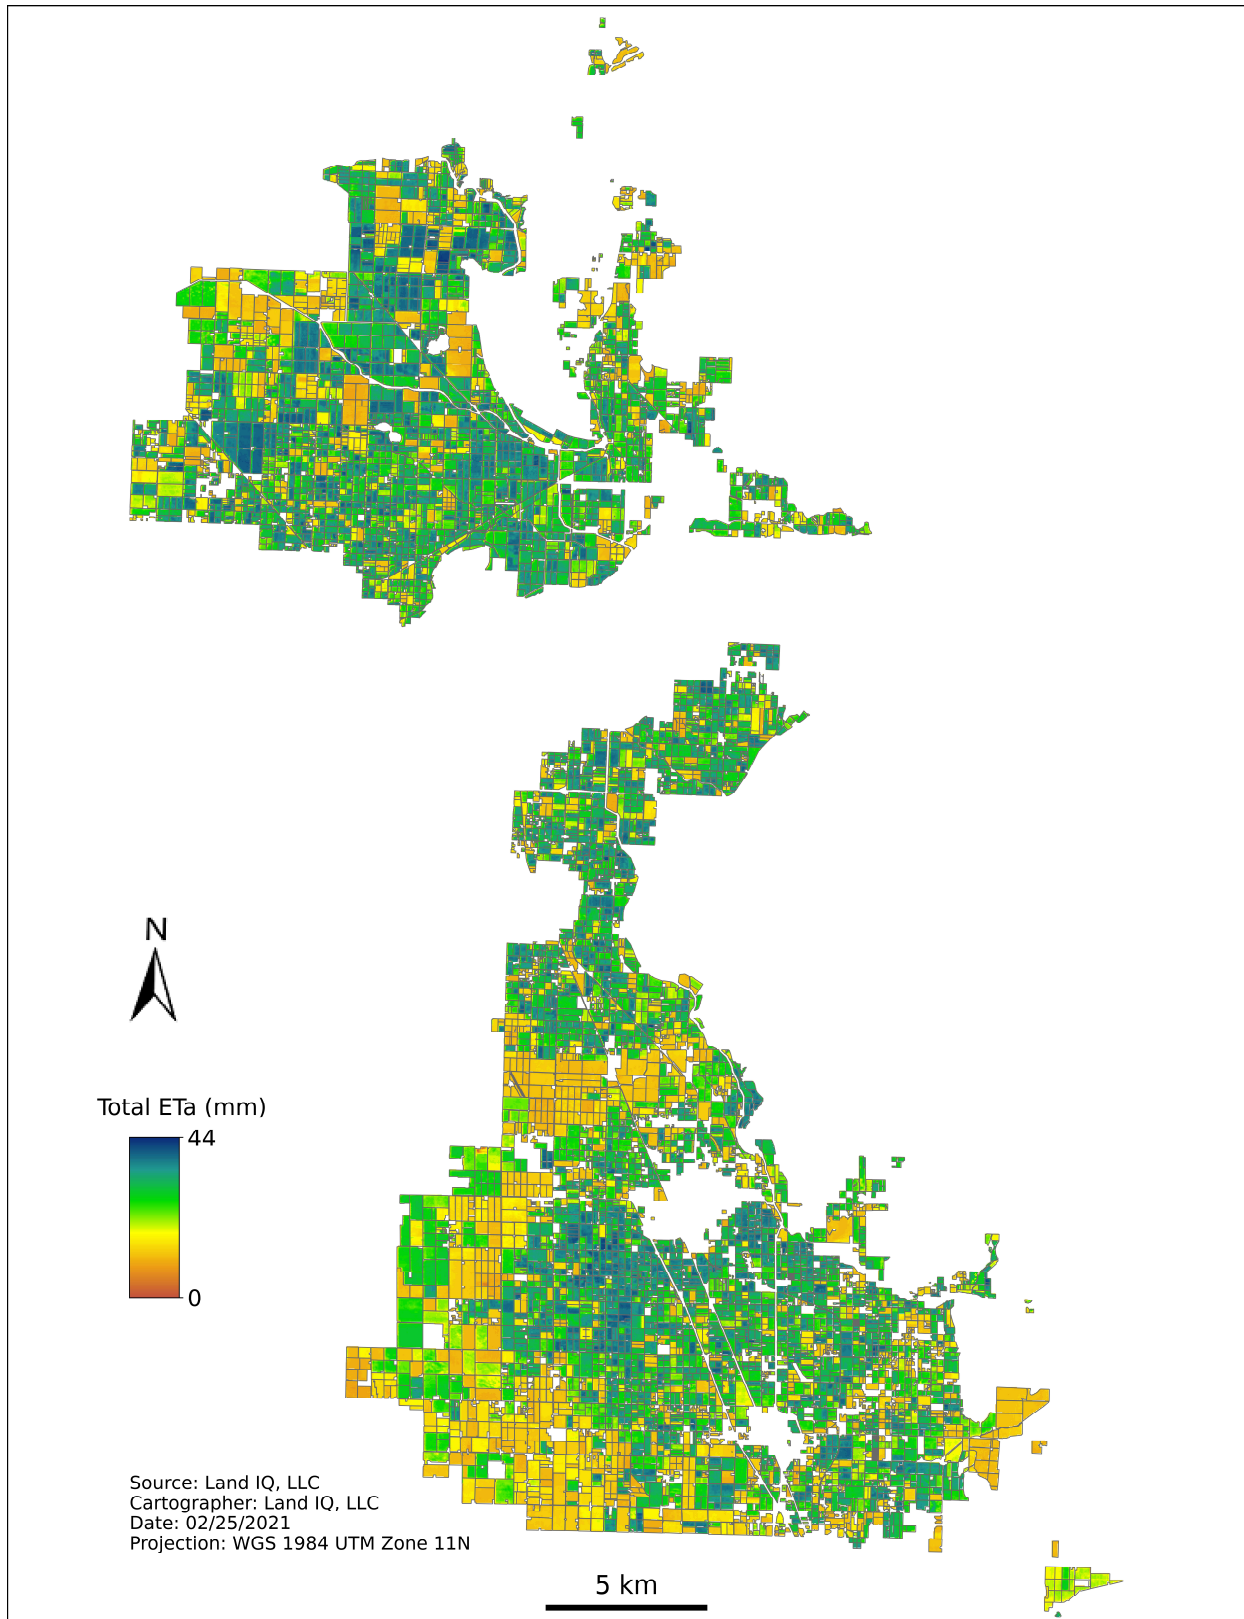 N
Total ETa (mm)
44
0
Source: Land IQ, LLC
Cartographer: Land IQ, LLC
Date: 02/25/2021
Projection: WGS 1984 UTM Zone 11N
5 km